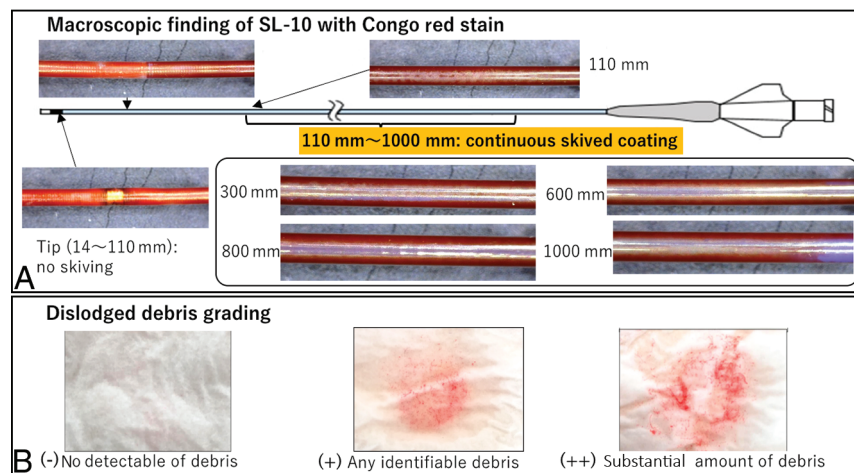 Macroscopic finding of SL-10 with Congo red stain
110 mm
110 mm～1000 mm: continuous skived coating
300 mm
600 mm
Tip (14～110 mm):
no skiving
800 mm
1000 mm
A
Dislodged debris grading
B
(-) No detectable of debris
(+) Any identifiable debris
(++) Substantial amount of debris